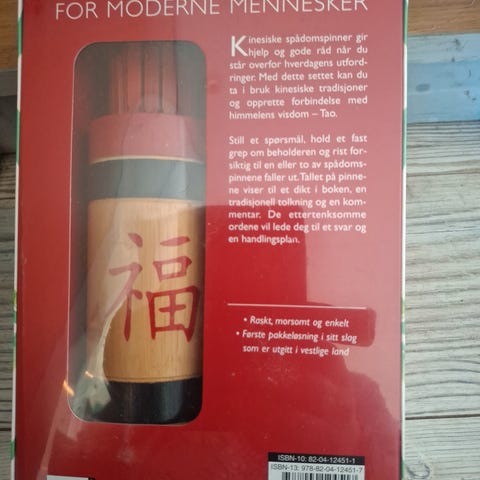 FOR MODERNE MENNESKER
Kinesiske spådomspinner gir
hjelp og gode råd når du
står overfor hverdagens utford-
ringer. Med dette settet kan du
ta i bruk kinesiske tradisjoner
og opprette forbindelse med
himmelens visdom – Tao.
Still et spørsmål, hold et fast
grep om beholderen og rist for-
siktig til en eller to av spådoms-
pinnene faller ut. Tallet på pinne-
ne viser til et dikt i boken, en
tradisjonell tolkning og en kom-
mentar. De ettertenksomme
ordene vil lede deg til et svar og
en handlingsplan.
福
• Raskt, morsomt og enkelt
• Første pakkeløsning i sitt slag
som er utgitt i vestlige land
ISBN-10: 82-04-12451-1
ISBN-13: 978-82-04-12451-7